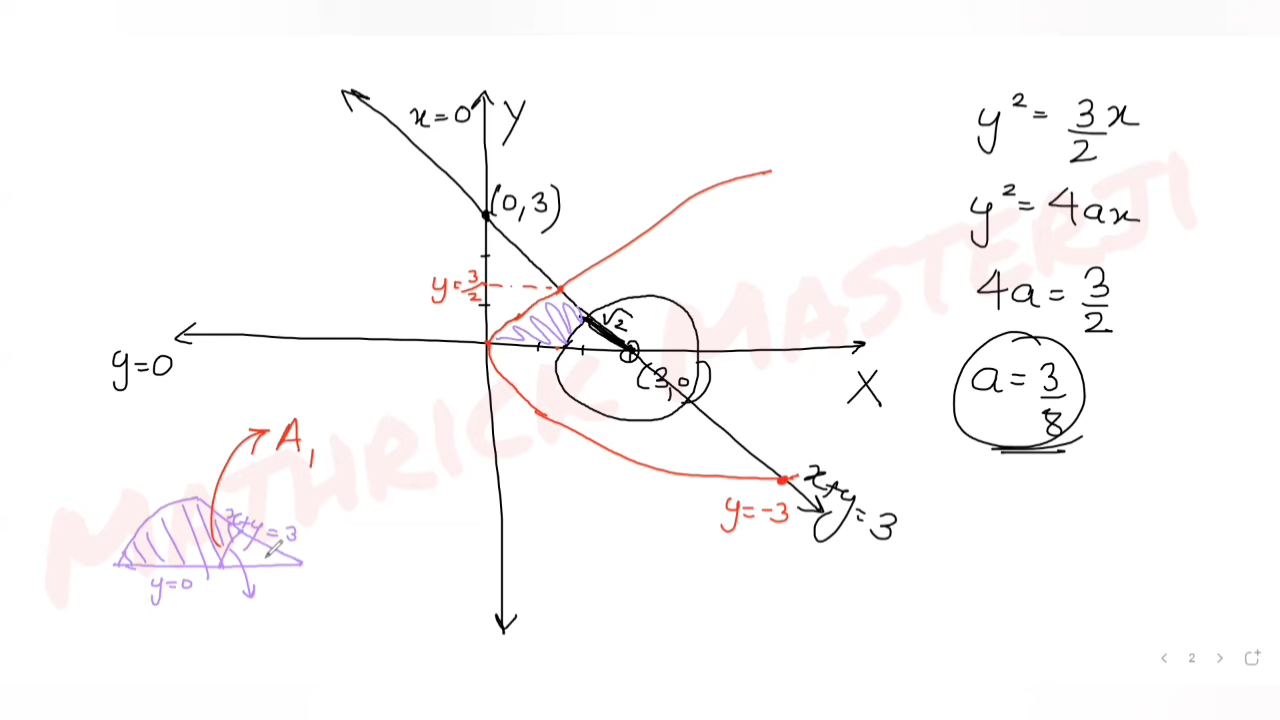 x=0
Y
(0,3)
y=3/2
√2
(3,0)
y=0
X
x+y=3
y=-3
A₁
x+y=3
y=0
y²=3/2x
y²=4ax
4a=3/2
a=3/8
MATHRICK MASTERJI
< 2 >